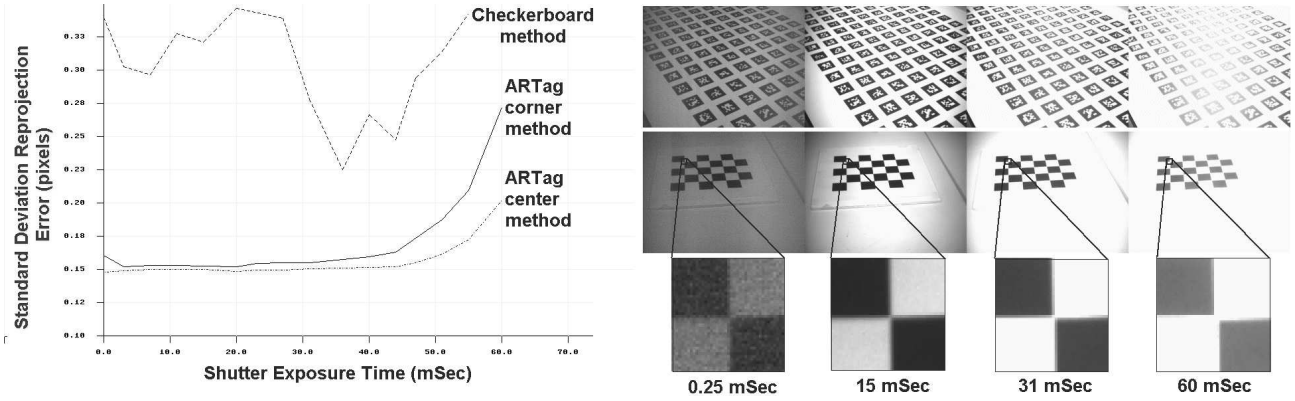 Standard Deviation Reprojection
Error (pixels)
0.33
0.30
0.28
0.25
0.23
0.20
0.18
0.15
0.12
0.10
0.0
10.0
20.0
30.0
40.0
50.0
60.0
70.0
Shutter Exposure Time (mSec)
Checkerboard
method
ARTag
corner
method
ARTag
center
method
0.25 mSec
15 mSec
31 mSec
60 mSec